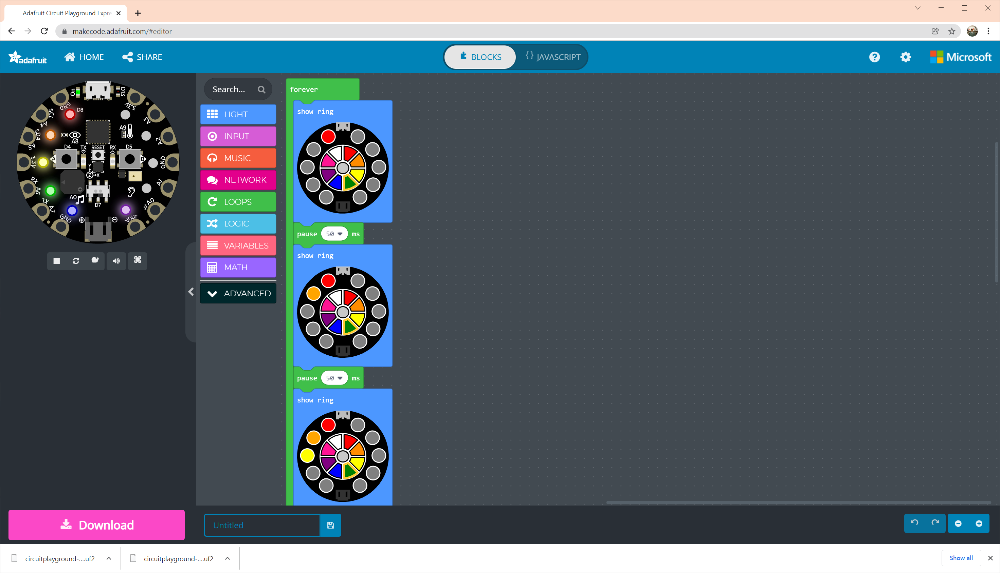 Adafruit Circuit Playground Expre
makecode.adafruit.com/#editor
adafruit
HOME
SHARE
BLOCKS
{} JAVASCRIPT
Microsoft
On
D13
GND
D8
3.3V
SCL
A4
A3
SDA
A5
A8
A9
A2
D4
TX
RESET
RX
D5
3.3V
A
B
GND
Y
Z
X
RX
A6
A1
A0
D7
TX
A7
GND
VOUT
A0
Search...
LIGHT
INPUT
MUSIC
NETWORK
LOOPS
LOGIC
VARIABLES
MATH
ADVANCED
forever
show ring
pause 50 ms
show ring
pause 50 ms
show ring
Download
Untitled
circuitplayground-....uf2
circuitplayground-....uf2
Show all